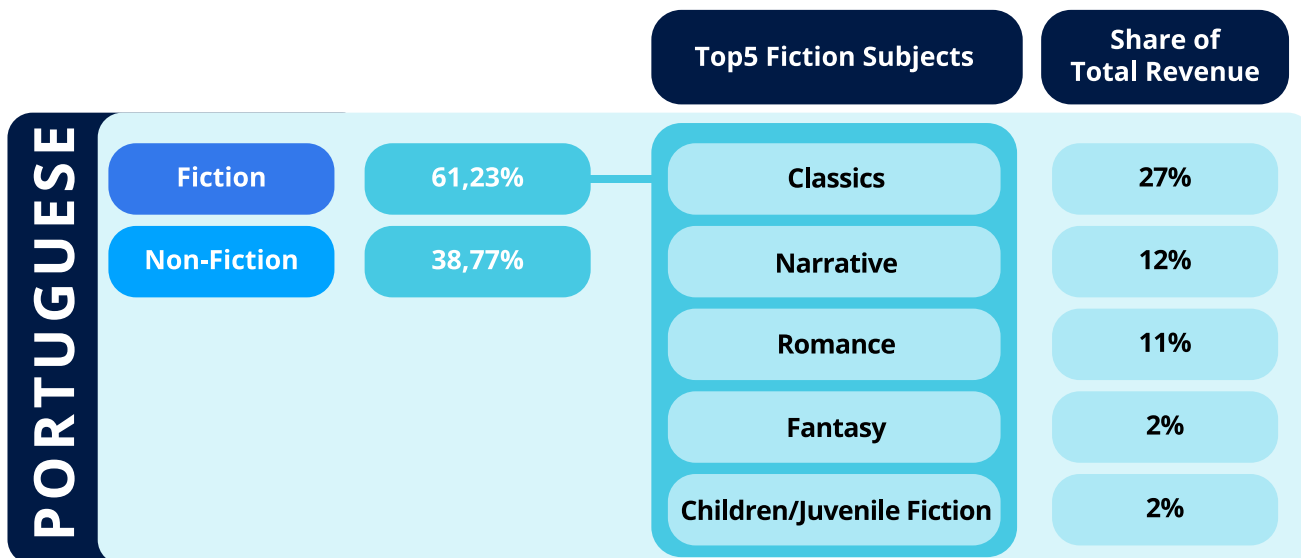 Top5 Fiction Subjects
Share of
Total Revenue
PORTUGUESE
Fiction
61,23%
Classics
27%
Non-Fiction
38,77%
Narrative
12%
Romance
11%
Fantasy
2%
Children/Juvenile Fiction
2%